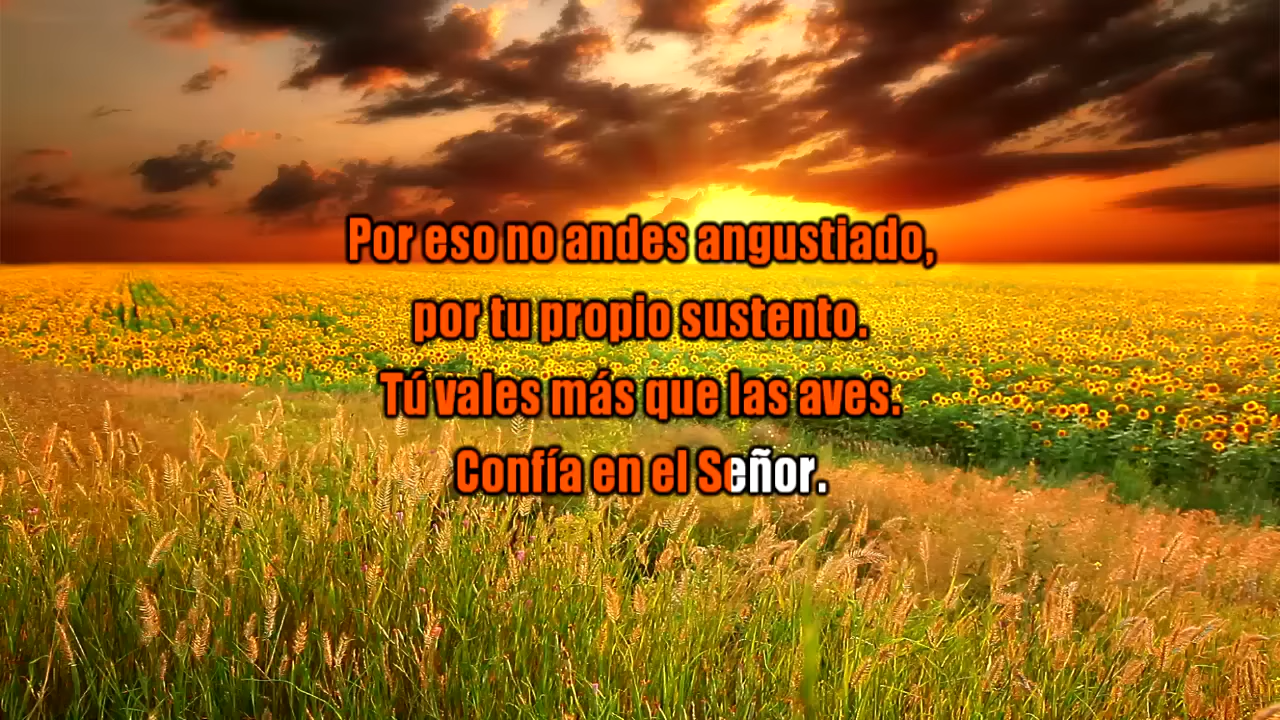 Por eso no andes angustiado,
por tu propio sustento.
Tú vales más que las aves.
Confía en el Señor.